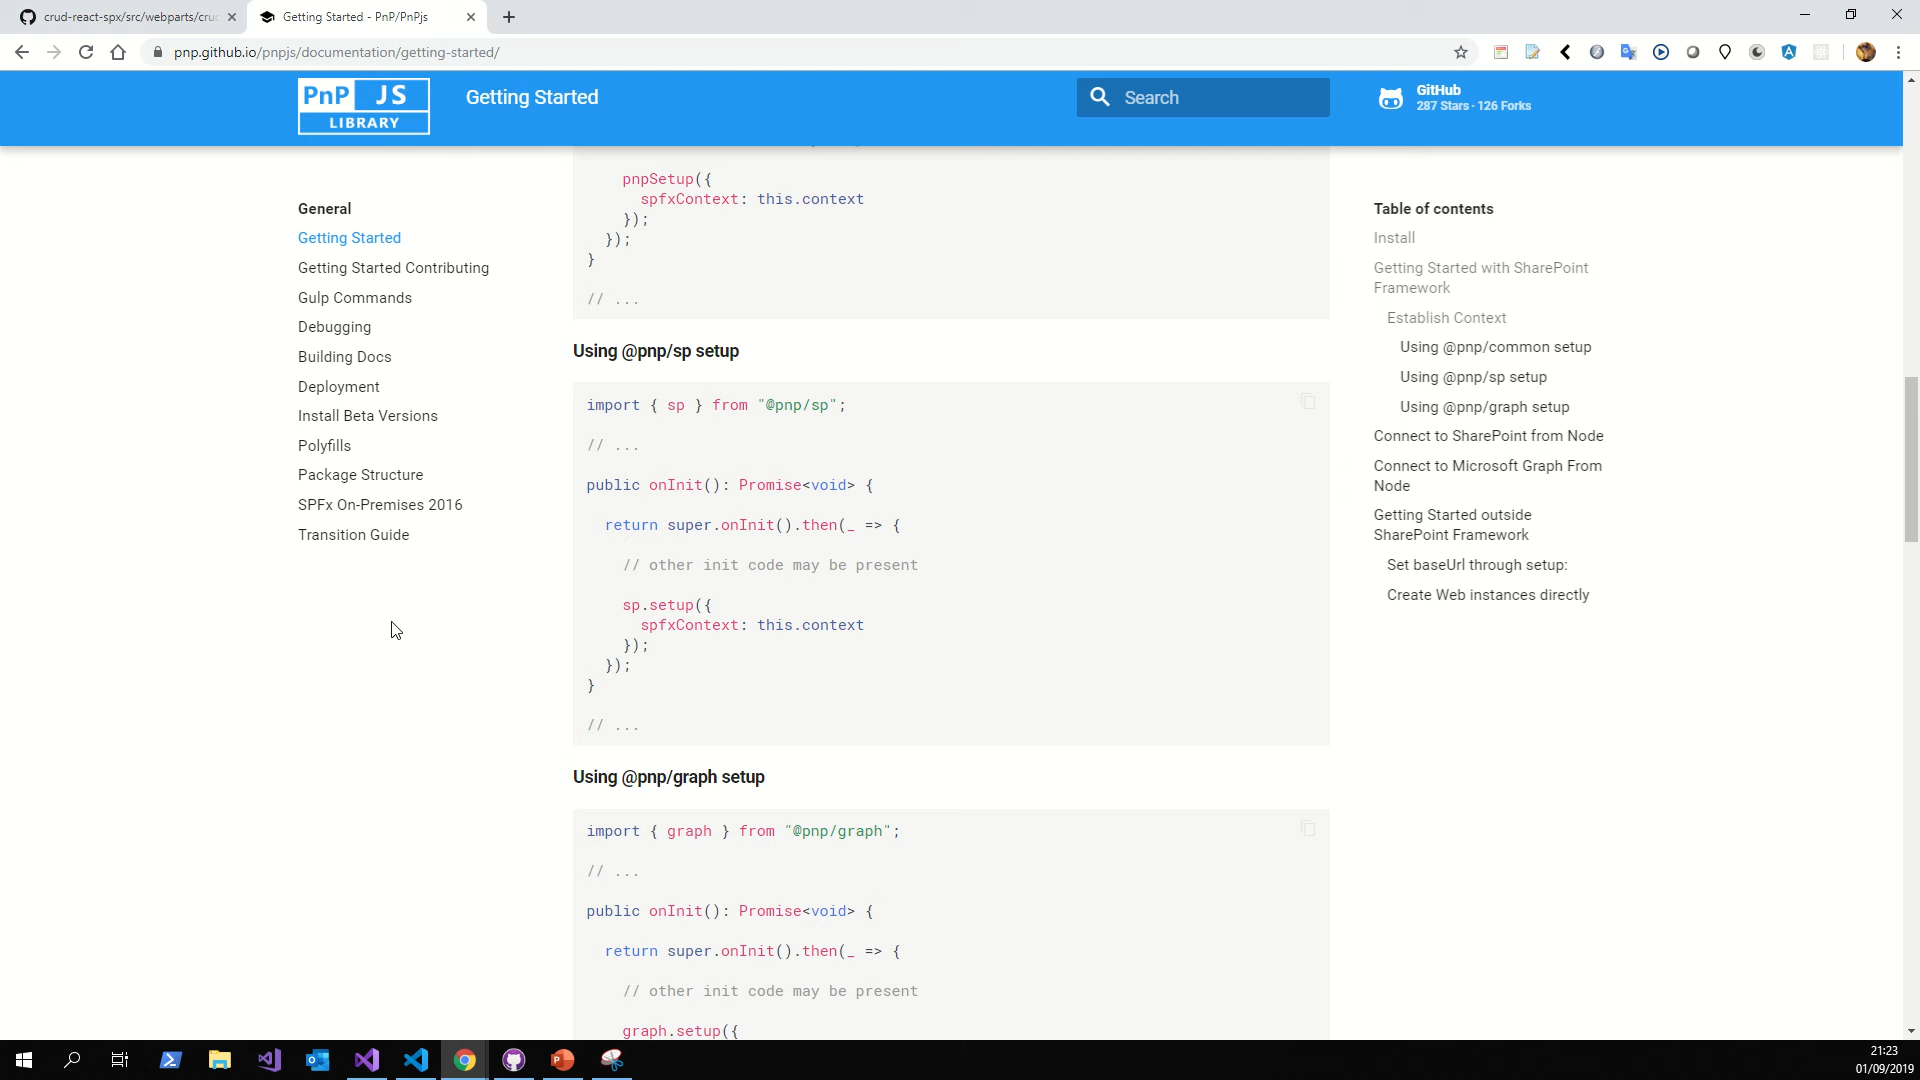 crud-react-spx/src/webparts/cruc
Getting Started - PnP/PnPjs
pnp.github.io/pnpjs/documentation/getting-started/
PnP JS
LIBRARY
Getting Started
Search
GitHub
287 Stars · 126 Forks
General
Getting Started
Getting Started Contributing
Gulp Commands
Debugging
Building Docs
Deployment
Install Beta Versions
Polyfills
Package Structure
SPFx On-Premises 2016
Transition Guide
pnpSetup({
spfxContext: this.context
});
});
}
// ...
Using @pnp/sp setup
import { sp } from "@pnp/sp";
// ...
public onInit(): Promise<void> {
return super.onInit().then(_ => {
// other init code may be present
sp.setup({
spfxContext: this.context
});
});
}
// ...
Using @pnp/graph setup
import { graph } from "@pnp/graph";
// ...
public onInit(): Promise<void> {
return super.onInit().then(_ => {
// other init code may be present
graph.setup({
Table of contents
Install
Getting Started with SharePoint
Framework
Establish Context
Using @pnp/common setup
Using @pnp/sp setup
Using @pnp/graph setup
Connect to SharePoint from Node
Connect to Microsoft Graph From
Node
Getting Started outside
SharePoint Framework
Set baseUrl through setup:
Create Web instances directly
21:23
01/09/2019